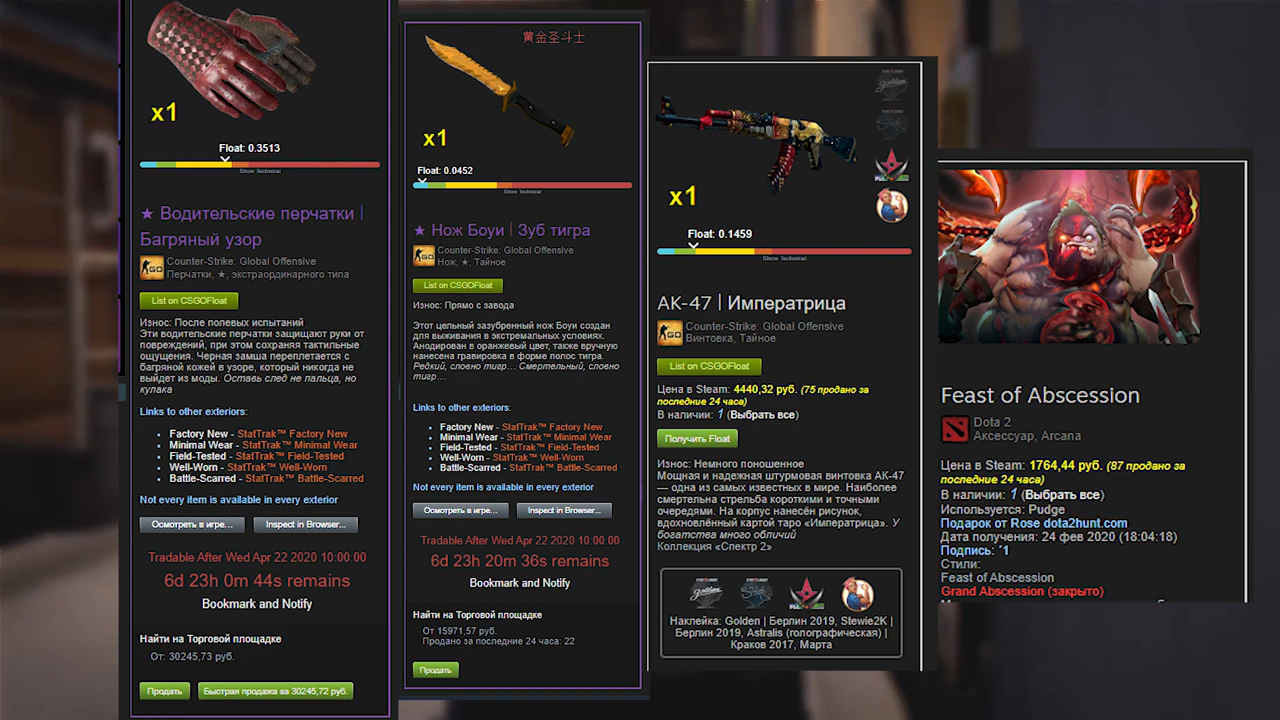 x1
Float: 0.3513
Show Technical
★ Водительские перчатки |
Багряный узор
Counter-Strike: Global Offensive
Перчатки, ★, экстраординарного типа
List on CSGOFloat
Износ: После полевых испытаний
Эти водительские перчатки защищают руки от
повреждений, при этом сохраняя тактильные
ощущения. Черная замша переплетается с
багряной кожей в узоре, который никогда не
выйдет из моды. Оставь след не пальца, но
кулака
Links to other exteriors:
Factory New - StatTrak™ Factory New
Minimal Wear - StatTrak™ Minimal Wear
Field-Tested - StatTrak™ Field-Tested
Well-Worn - StatTrak™ Well-Worn
Battle-Scarred - StatTrak™ Battle-Scarred
Not every item is available in every exterior
Осмотреть в игре...
Inspect in Browser...
Tradable After Wed Apr 22 2020 10:00:00
6d 23h 0m 44s remains
Bookmark and Notify
Найти на Торговой площадке
От: 30245,73 руб.
Продать
Быстрая продажа за 30245,72 руб.
黄金圣斗士
x1
Float: 0.0452
Show Technical
★ Нож Боуи | Зуб тигра
Counter-Strike: Global Offensive
Нож, ★, Тайное
List on CSGOFloat
Износ: Прямо с завода
Этот цельный зазубренный нож Боуи создан
для выживания в экстремальных условиях.
Анодирован в оранжевый цвет, также вручную
нанесена гравировка в форме полос тигра.
Редкий, словно тигр... Смертельный, словно
тигр...
Links to other exteriors:
Factory New - StatTrak™ Factory New
Minimal Wear - StatTrak™ Minimal Wear
Field-Tested - StatTrak™ Field-Tested
Well-Worn - StatTrak™ Well-Worn
Battle-Scarred - StatTrak™ Battle-Scarred
Not every item is available in every exterior
Осмотреть в игре...
Inspect in Browser...
Tradable After Wed Apr 22 2020 10:00:00
6d 23h 20m 36s remains
Bookmark and Notify
Найти на Торговой площадке
От 15971,57 руб.
Продано за последние 24 часа: 22
Продать
x1
Float: 0.1459
Show Technical
АК-47 | Императрица
Counter-Strike: Global Offensive
Винтовка, Тайное
List on CSGOFloat
Цена в Steam: 4440,32 руб. (75 продано за
последние 24 часа)
В наличии: 1 (Выбрать все)
Получить Float
Износ: Немного поношенное
Мощная и надежная штурмовая винтовка АК-47
— одна из самых известных в мире. Наиболее
смертельна стрельба короткими и точными
очередями. На корпус нанесён рисунок,
вдохновлённый картой таро «Императрица». У
богатства много обличий
Коллекция «Спектр 2»
Наклейка: Golden | Берлин 2019, Stewie2K |
Берлин 2019, Astralis (голографическая) |
Краков 2017, Марта
Feast of Abscession
Dota 2
Аксессуар, Arcana
Цена в Steam: 1764,44 руб. (87 продано за
последние 24 часа)
В наличии: 1 (Выбрать все)
Используется: Pudge
Подарок от Rose dota2hunt.com
Дата получения: 24 фев 2020 (18:04:18)
Подпись: ´1
Стили:
Feast of Abscession
Grand Abscession (закрыто)